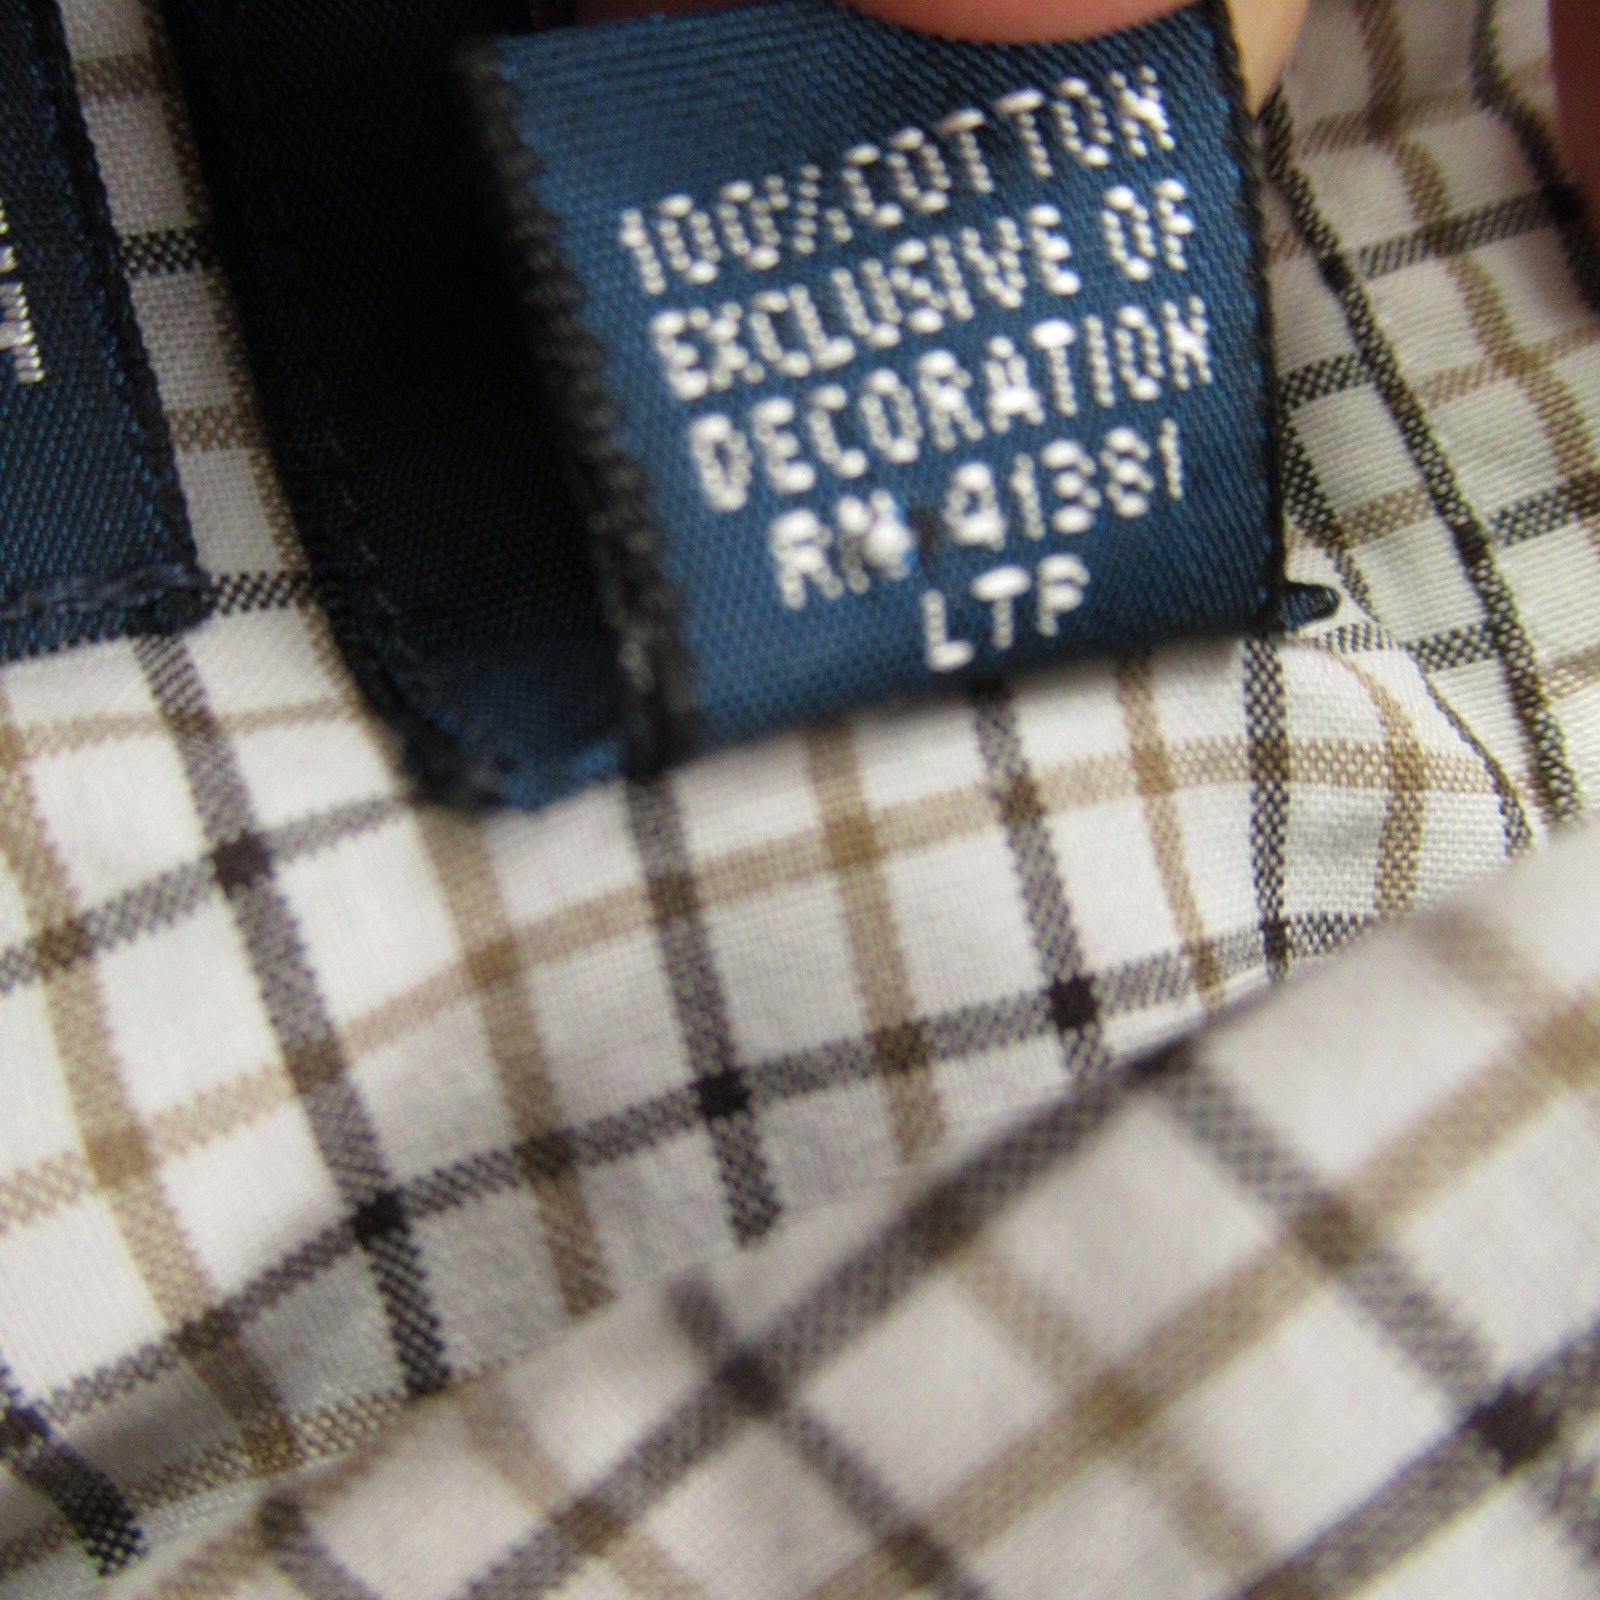 100% COTTON
EXCLUSIVE OF
DECORATION
RN 41381
LTP